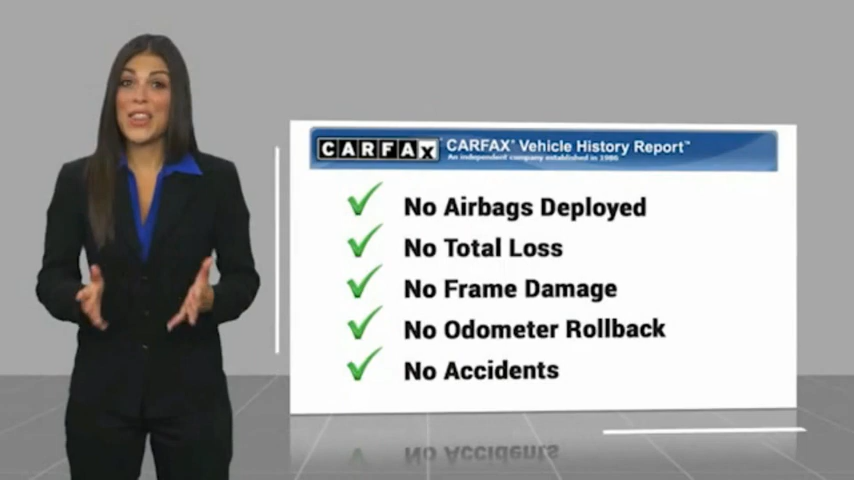 CARFAX CARFAX® Vehicle History Report™
An independent company established in 1986
No Airbags Deployed
No Total Loss
No Frame Damage
No Odometer Rollback
No Accidents
No Accidents